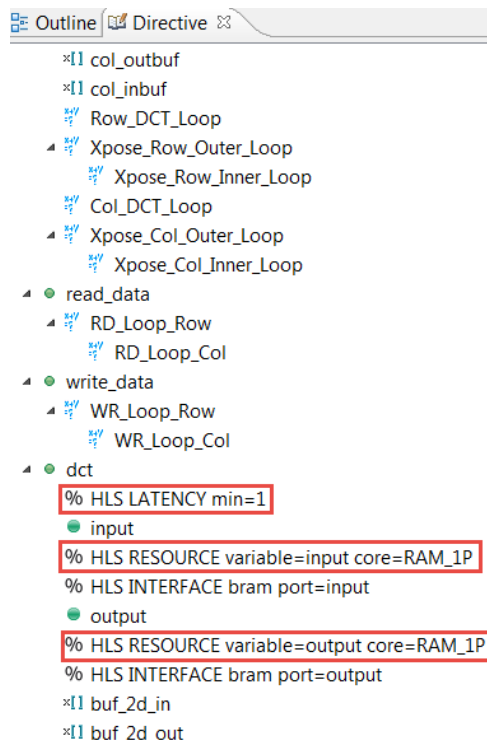 Outline Directive
col_outbuf
col_inbuf
Row_DCT_Loop
Xpose_Row_Outer_Loop
Xpose_Row_Inner_Loop
Col_DCT_Loop
Xpose_Col_Outer_Loop
Xpose_Col_Inner_Loop
read_data
RD_Loop_Row
RD_Loop_Col
write_data
WR_Loop_Row
WR_Loop_Col
dct
% HLS LATENCY min=1
input
% HLS RESOURCE variable=input core=RAM_1P
% HLS INTERFACE bram port=input
output
% HLS RESOURCE variable=output core=RAM_1P
% HLS INTERFACE bram port=output
buf_2d_in
buf_2d_out